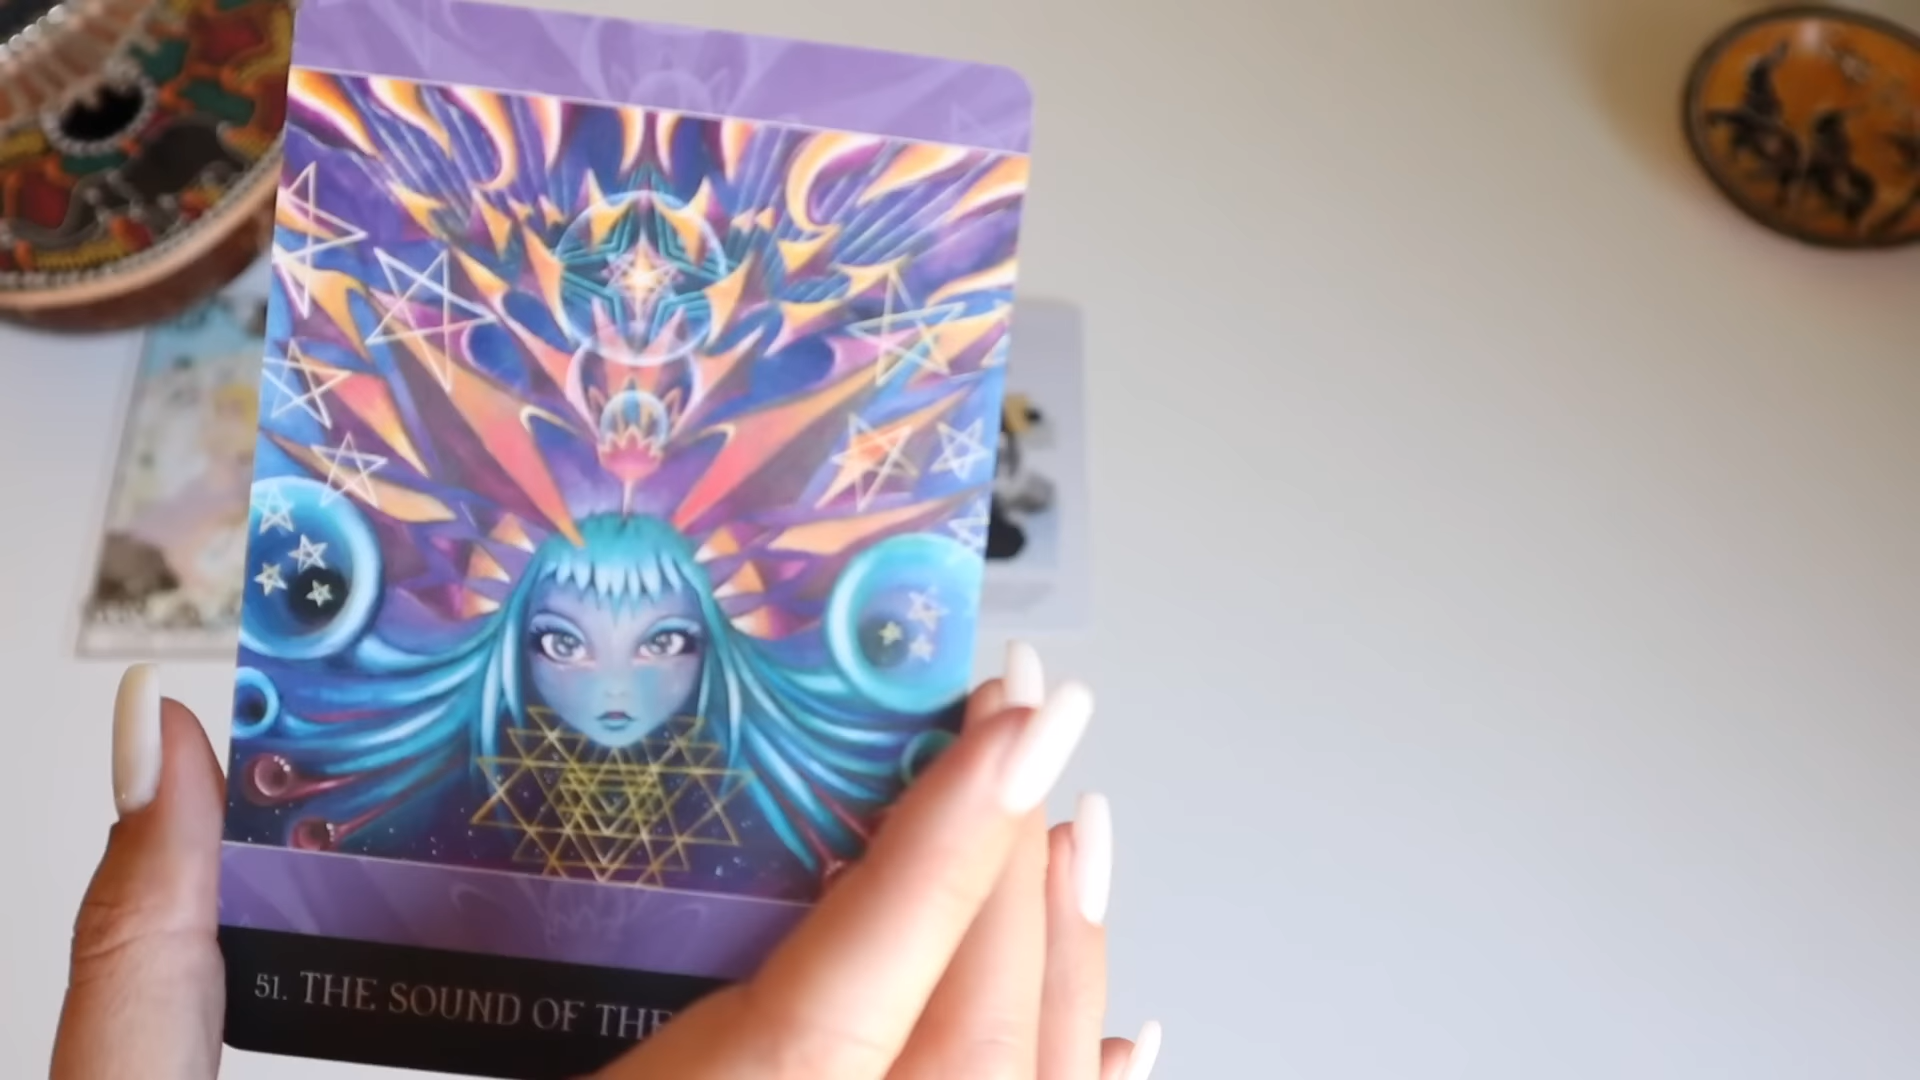 51. THE SOUND OF THE